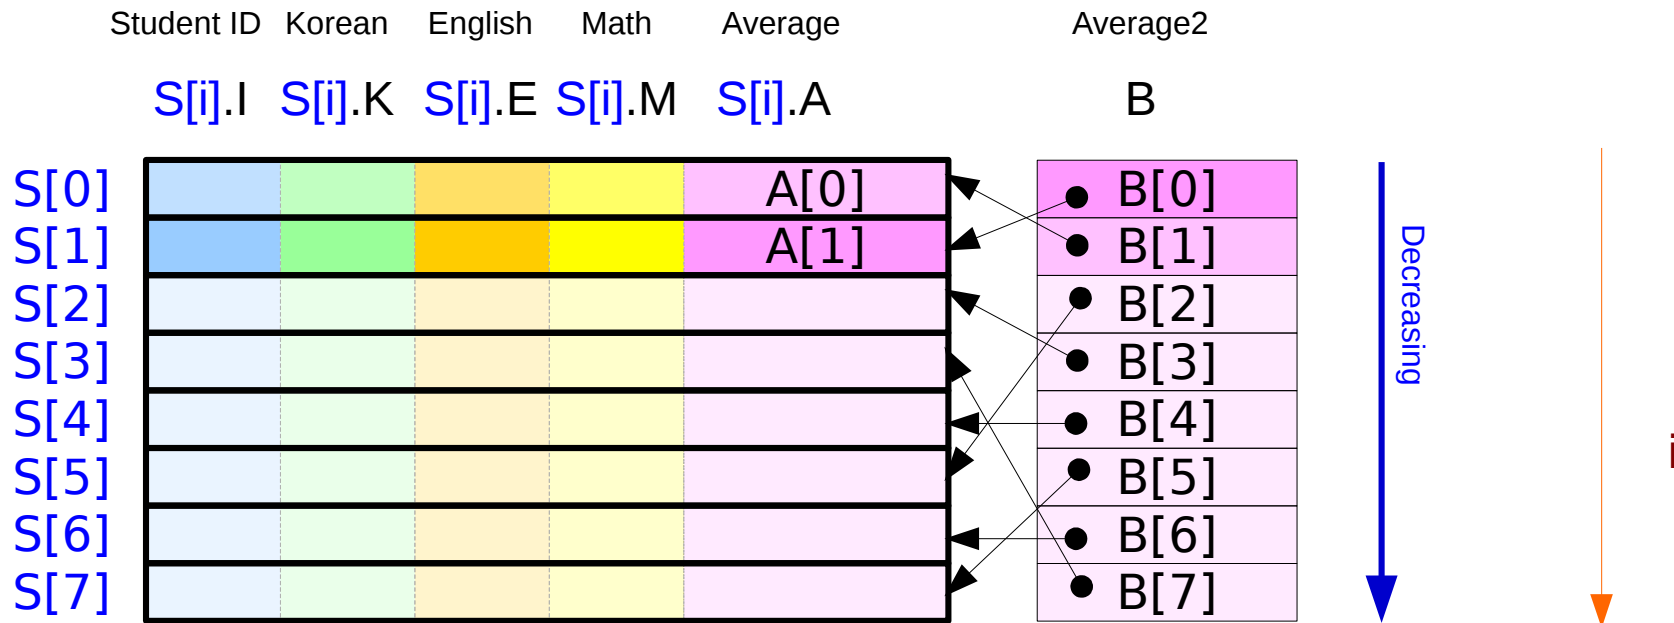 Student ID Korean English Math Average Average2
S[i].I S[i].K S[i].E S[i].M S[i].A B
S[0] A[0] B[0]
S[1] A[1] B[1]
S[2] B[2]
S[3] B[3]
S[4] B[4]
S[5] B[5]
S[6] B[6]
S[7] B[7]
Decreasing
i